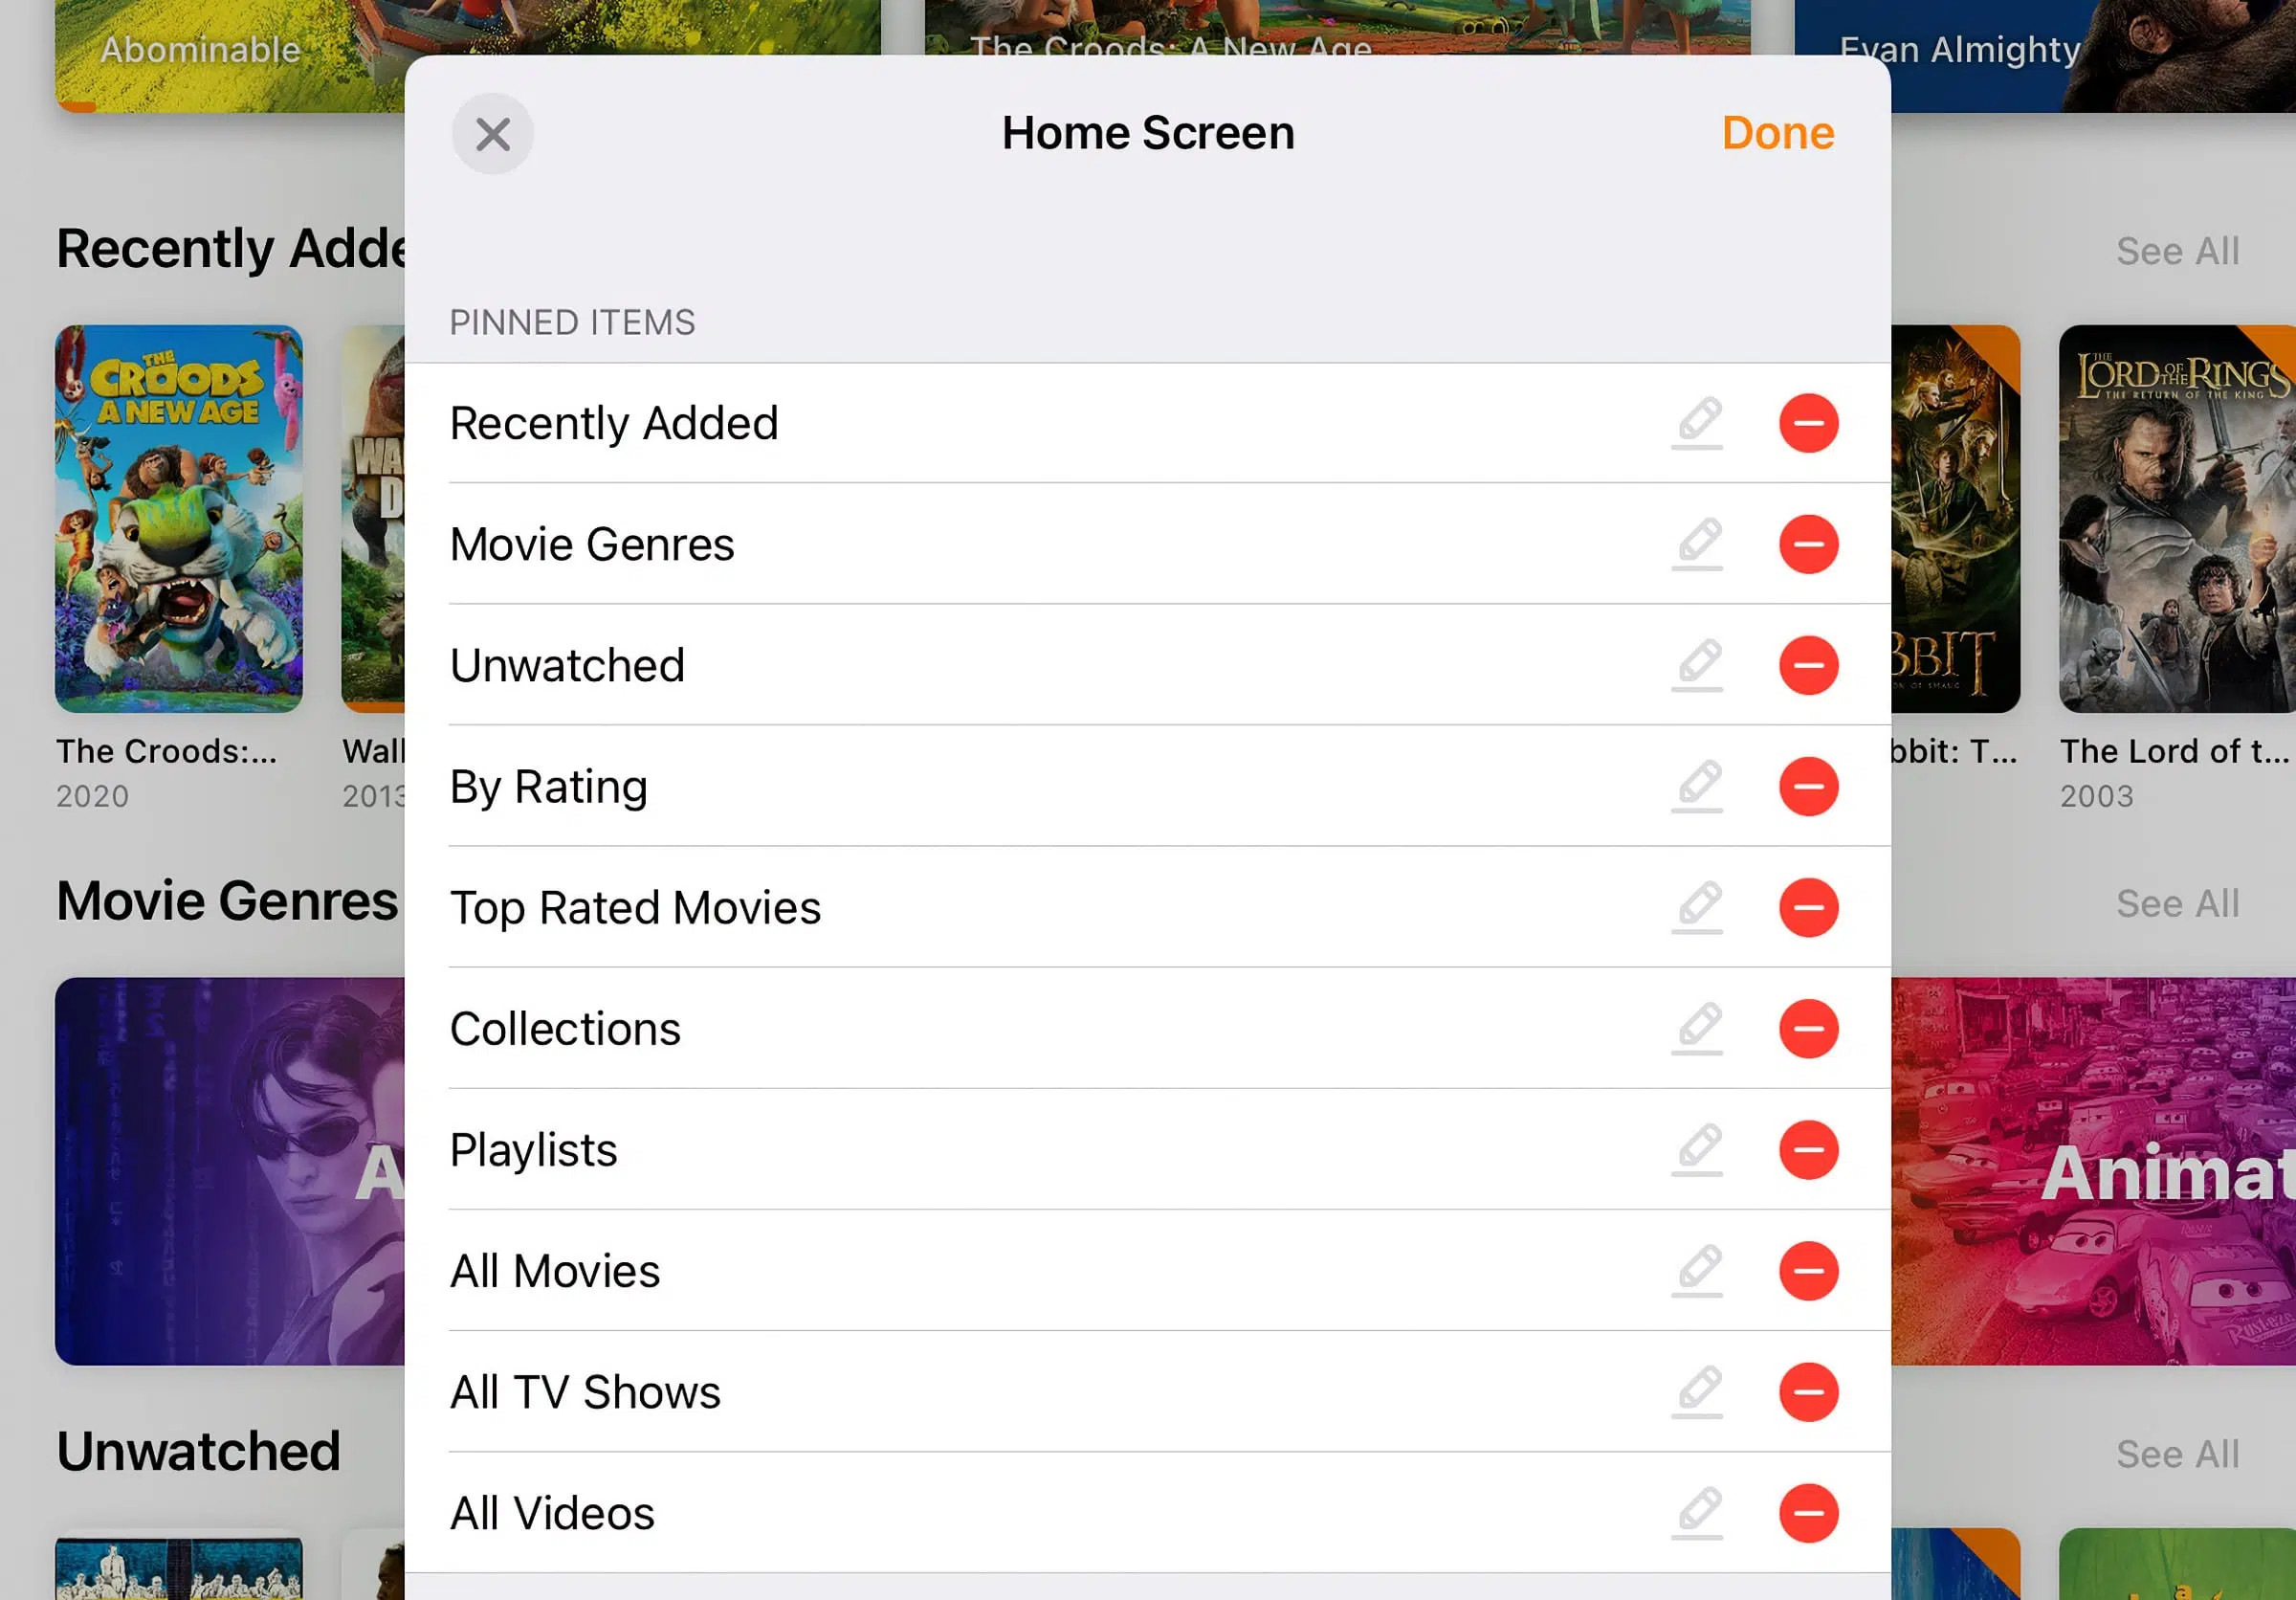 Abominable
The Croods: A New Age
Evan Almighty
Home Screen
Done
Recently Adde
See All
PINNED ITEMS
Recently Added
Movie Genres
Unwatched
By Rating
Top Rated Movies
Collections
Playlists
All Movies
All TV Shows
All Videos
THE
CROODS
A NEW AGE
WA
D
BBIT
THE
LORD OF THE RINGS
THE RETURN OF THE KING
The Croods:...
2020
Wall
2013
bbit: T...
The Lord of t...
2003
Movie Genres
See All
A
Animat
Unwatched
See All
a